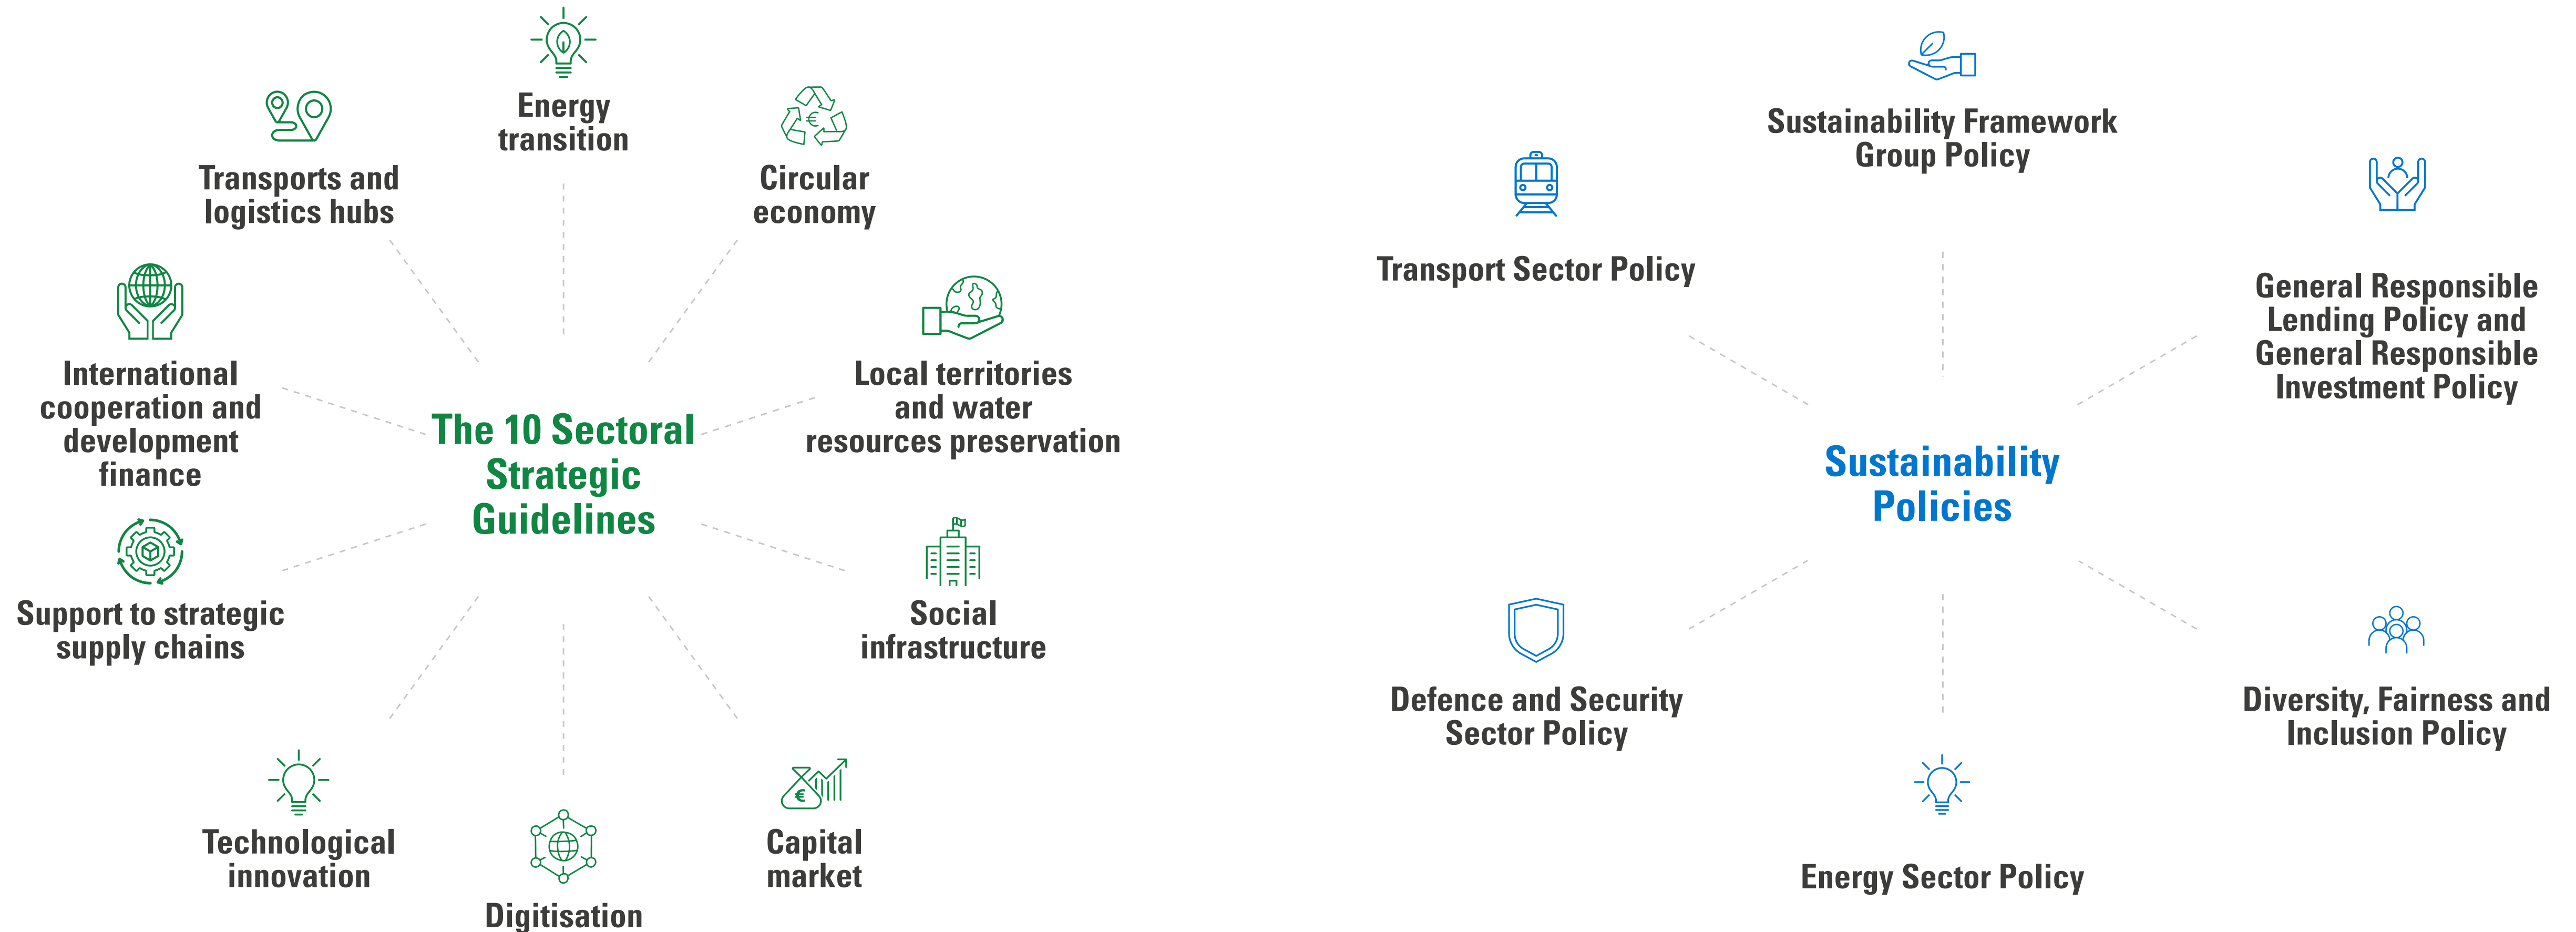 Energy
transition
Circular
economy
Local territories
and water
resources preservation
Social
infrastructure
Capital
market
Digitisation
Technological
innovation
Support to strategic
supply chains
International
cooperation and
development
finance
Transports and
logistics hubs
The 10 Sectoral
Strategic
Guidelines
Sustainability Framework
Group Policy
General Responsible
Lending Policy and
General Responsible
Investment Policy
Diversity, Fairness and
Inclusion Policy
Energy Sector Policy
Defence and Security
Sector Policy
Transport Sector Policy
Sustainability
Policies